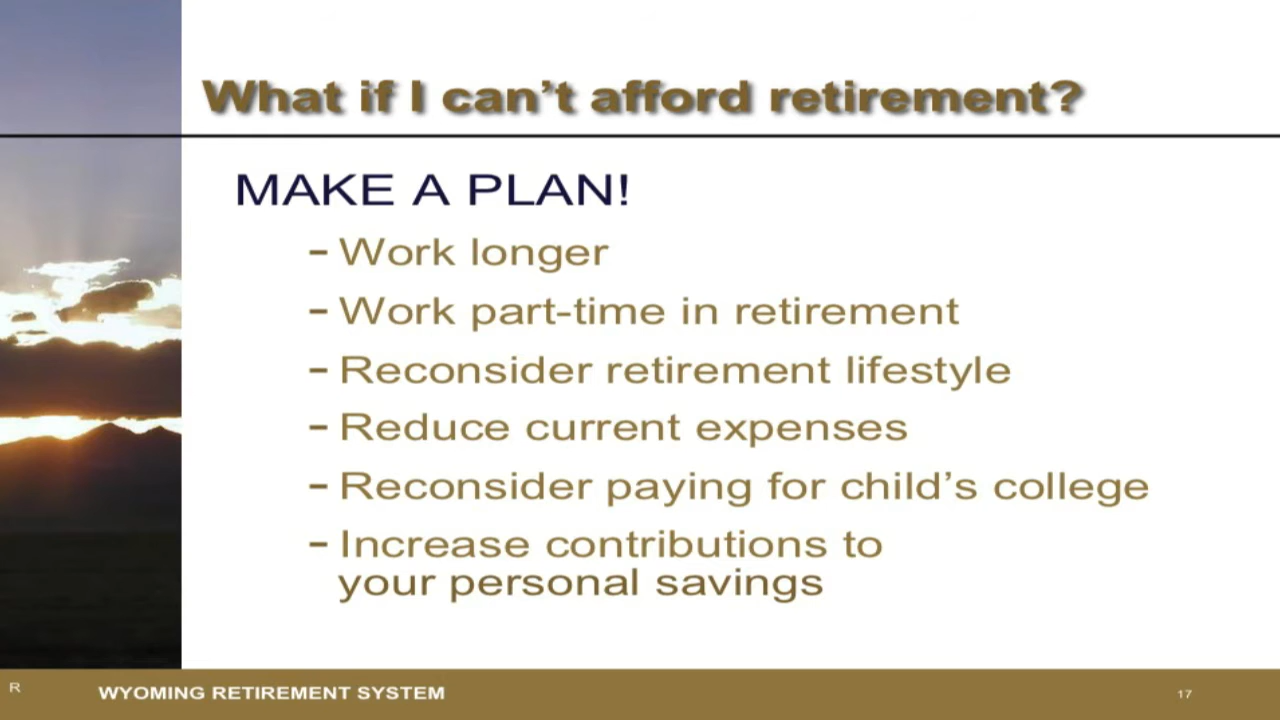 What if I can’t afford retirement?
MAKE A PLAN!
– Work longer
– Work part-time in retirement
– Reconsider retirement lifestyle
– Reduce current expenses
– Reconsider paying for child’s college
– Increase contributions to
your personal savings
R
WYOMING RETIREMENT SYSTEM
17